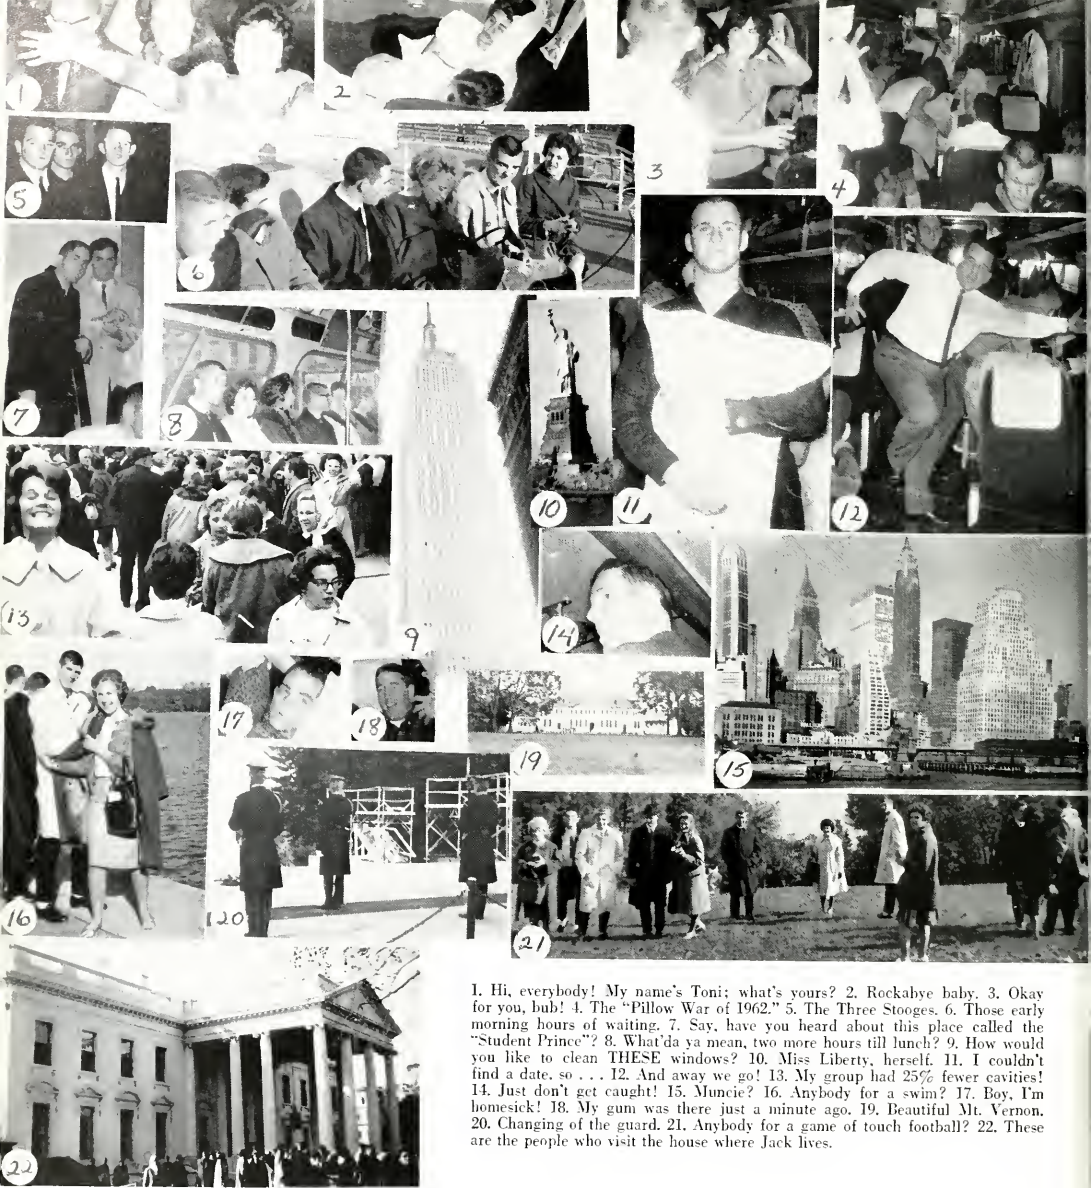 1
2
3
4
5
6
7
8
9
10
11
12
13
14
15
16
17
18
19
20
21
22
1. Hi, everybody! My name's Toni; what's yours? 2. Rockabye baby. 3. Okay
for you, bub! 4. The "Pillow War of 1962." 5. The Three Stooges. 6. Those early
morning hours of waiting. 7. Say, have you heard about this place called the
"Student Prince"? 8. What'da ya mean, two more hours till lunch? 9. How would
you like to clean THESE windows? 10. Miss Liberty, herself. 11. I couldn't
find a date, so . . . 12. And away we go! 13. My group had 25% fewer cavities!
14. Just don't get caught! 15. Muncie? 16. Anybody for a swim? 17. Boy, I'm
homesick! 18. My gum was there just a minute ago. 19. Beautiful Mt. Vernon.
20. Changing of the guard. 21. Anybody for a game of touch football? 22. These
are the people who visit the house where Jack lives.